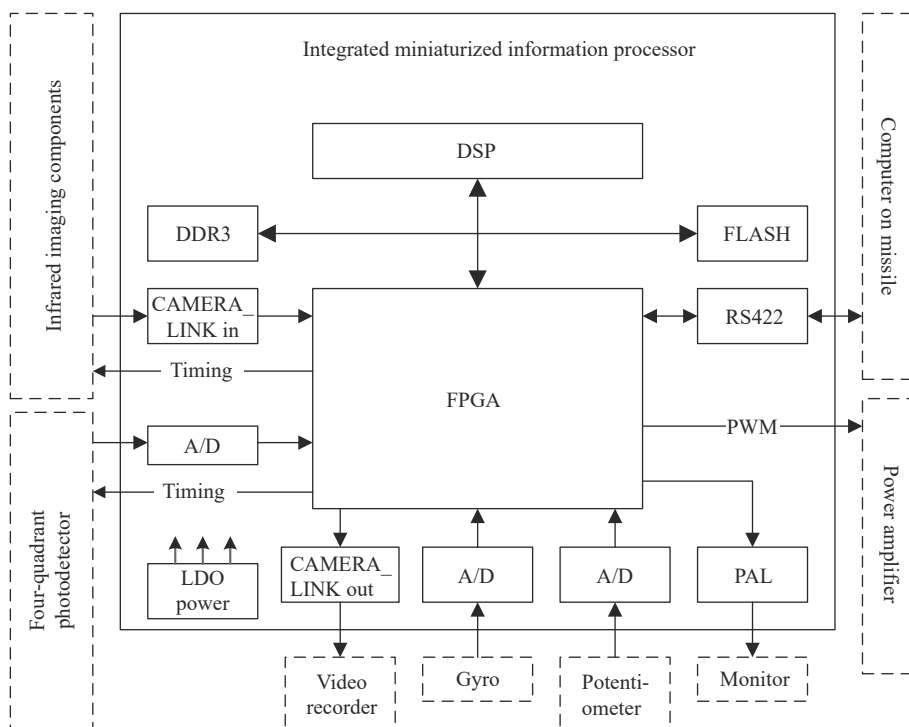 Integrated miniaturized information processor
Infrared imaging components
Computer on missile
DSP
DDR3
FLASH
CAMERA_
LINK in
RS422
Timing
FPGA
A/D
PWM
Timing
Four-quadrant
photodetector
Power amplifier
LDO
power
CAMERA_
LINK out
A/D
A/D
PAL
Video
recorder
Gyro
Potenti-
ometer
Monitor